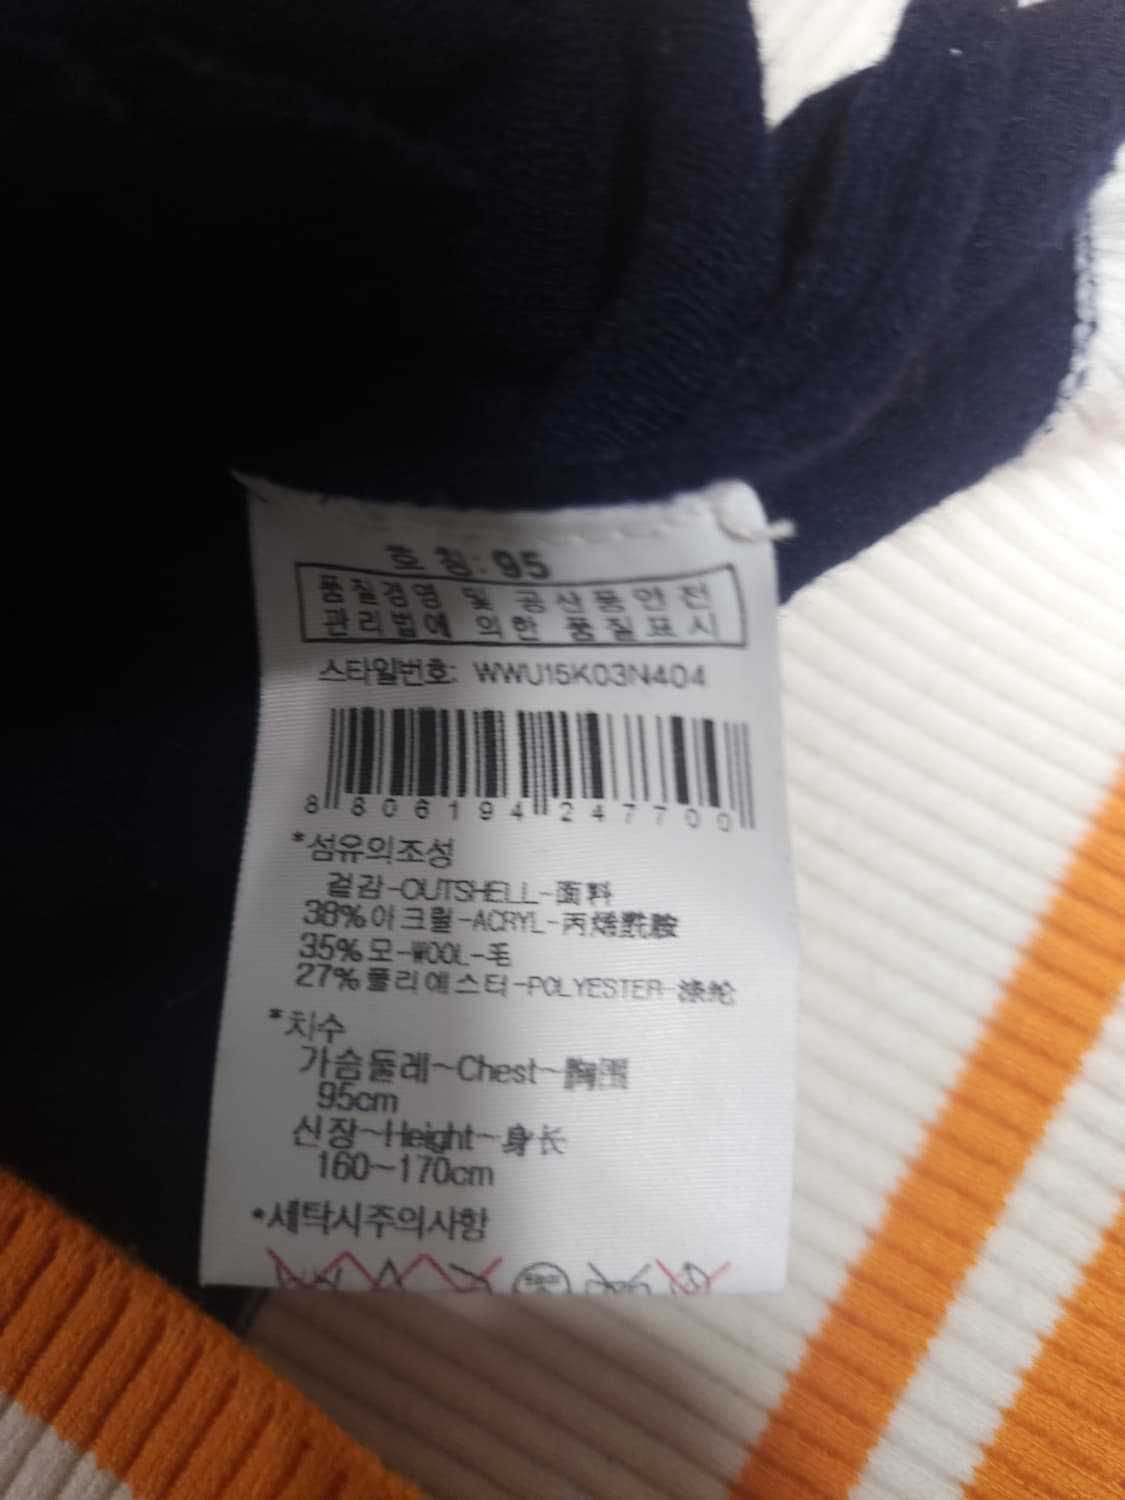 호 칭: 95
품질경영 및 공산품안전
관리법에 의한 품질표시
스타일번호: WWU15K03N404
8 806194 247700
*섬유의조성
겉감-OUTSHELL-面料
38%아크릴-ACRYL-丙烯酰胺
35%모-WOOL-毛
27%폴리에스터-POLYESTER-涤纶
*치수
가슴둘레~Chest~胸围
95cm
신장~Height~身长
160~170cm
*세탁시주의사항